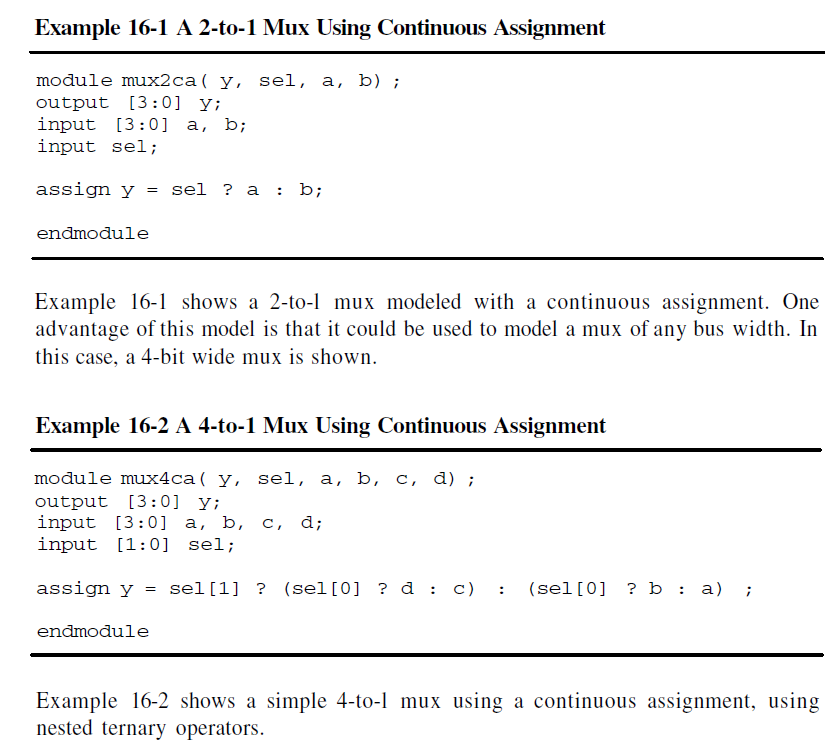 Example 16-1 A 2-to-1 Mux Using Continuous Assignment
module mux2ca( y, sel, a, b) ;
output [3:0] y;
input [3:0] a, b;
input sel;
assign y = sel ? a : b;
endmodule
Example 16-1 shows a 2-to-l mux modeled with a continuous assignment. One
advantage of this model is that it could be used to model a mux of any bus width. In
this case, a 4-bit wide mux is shown.
Example 16-2 A 4-to-1 Mux Using Continuous Assignment
module mux4ca( y, sel, a, b, c, d) ;
output [3:0] y;
input [3:0] a, b, c, d;
input [1:0] sel;
assign y = sel[1] ? (sel[0] ? d : c) : (sel[0] ? b : a) ;
endmodule
Example 16-2 shows a simple 4-to-l mux using a continuous assignment, using
nested ternary operators.